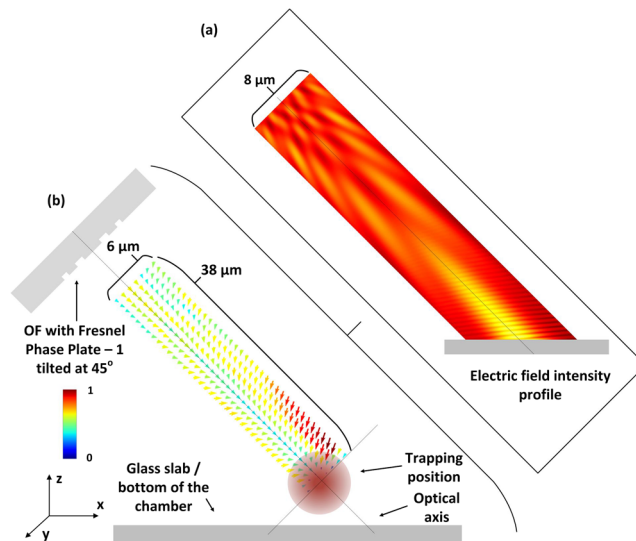 (a)
8 μm
(b)
6 μm
38 μm
OF with Fresnel
Phase Plate – 1
tilted at 45°
1
0
Electric field intensity
profile
Glass slab /
bottom of the
chamber
Trapping
position
Optical
axis
z
x
y